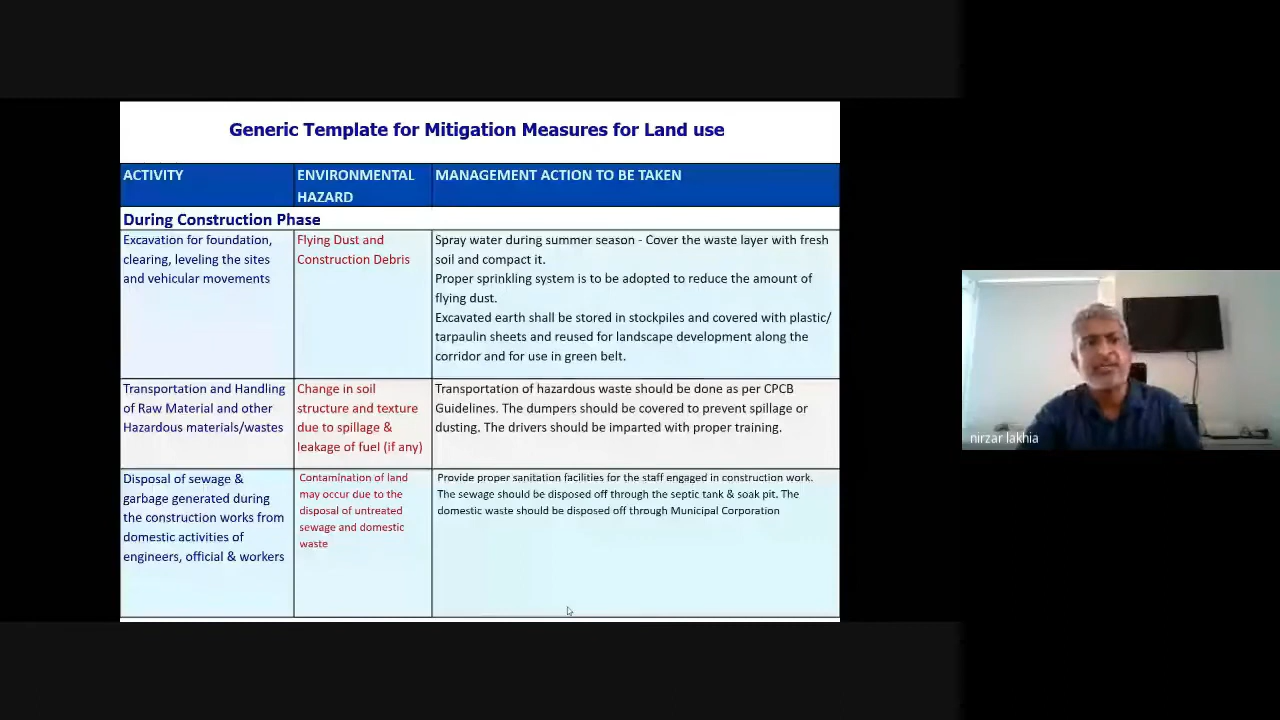 Generic Template for Mitigation Measures for Land use
ACTIVITY
ENVIRONMENTAL
HAZARD
MANAGEMENT ACTION TO BE TAKEN
During Construction Phase
Excavation for foundation,
clearing, leveling the sites
and vehicular movements
Flying Dust and
Construction Debris
Spray water during summer season - Cover the waste layer with fresh
soil and compact it.
Proper sprinkling system is to be adopted to reduce the amount of
flying dust.
Excavated earth shall be stored in stockpiles and covered with plastic/
tarpaulin sheets and reused for landscape development along the
corridor and for use in green belt.
Transportation and Handling
of Raw Material and other
Hazardous materials/wastes
Change in soil
structure and texture
due to spillage &
leakage of fuel (if any)
Transportation of hazardous waste should be done as per CPCB
Guidelines. The dumpers should be covered to prevent spillage or
dusting. The drivers should be imparted with proper training.
Disposal of sewage &
garbage generated during
the construction works from
domestic activities of
engineers, official & workers
Contamination of land
may occur due to the
disposal of untreated
sewage and domestic
waste
Provide proper sanitation facilities for the staff engaged in construction work.
The sewage should be disposed off through the septic tank & soak pit. The
domestic waste should be disposed off through Municipal Corporation
nirzar lakhia